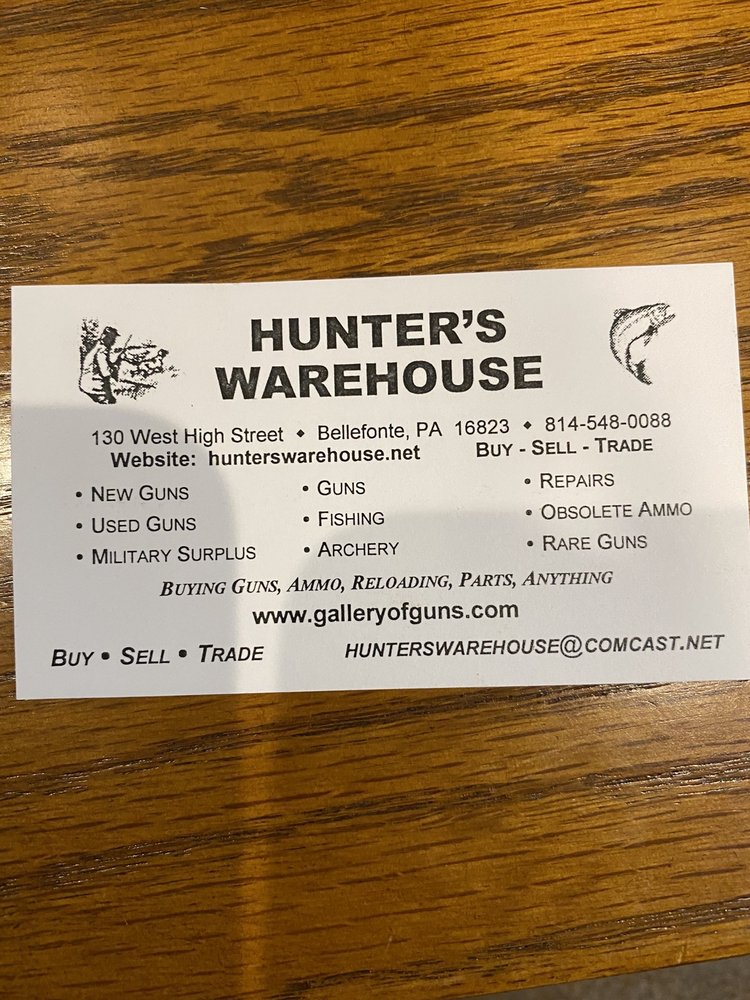 HUNTER'S
WAREHOUSE
130 West High Street ◆ Bellefonte, PA 16823 ◆ 814-548-0088
Website: hunterswarehouse.net BUY - SELL - TRADE
• NEW GUNS • GUNS • REPAIRS
• USED GUNS • FISHING • OBSOLETE AMMO
• MILITARY SURPLUS • ARCHERY • RARE GUNS
BUYING GUNS, AMMO, RELOADING, PARTS, ANYTHING
www.galleryofguns.com
BUY • SELL • TRADE HUNTERSWAREHOUSE@COMCAST.NET